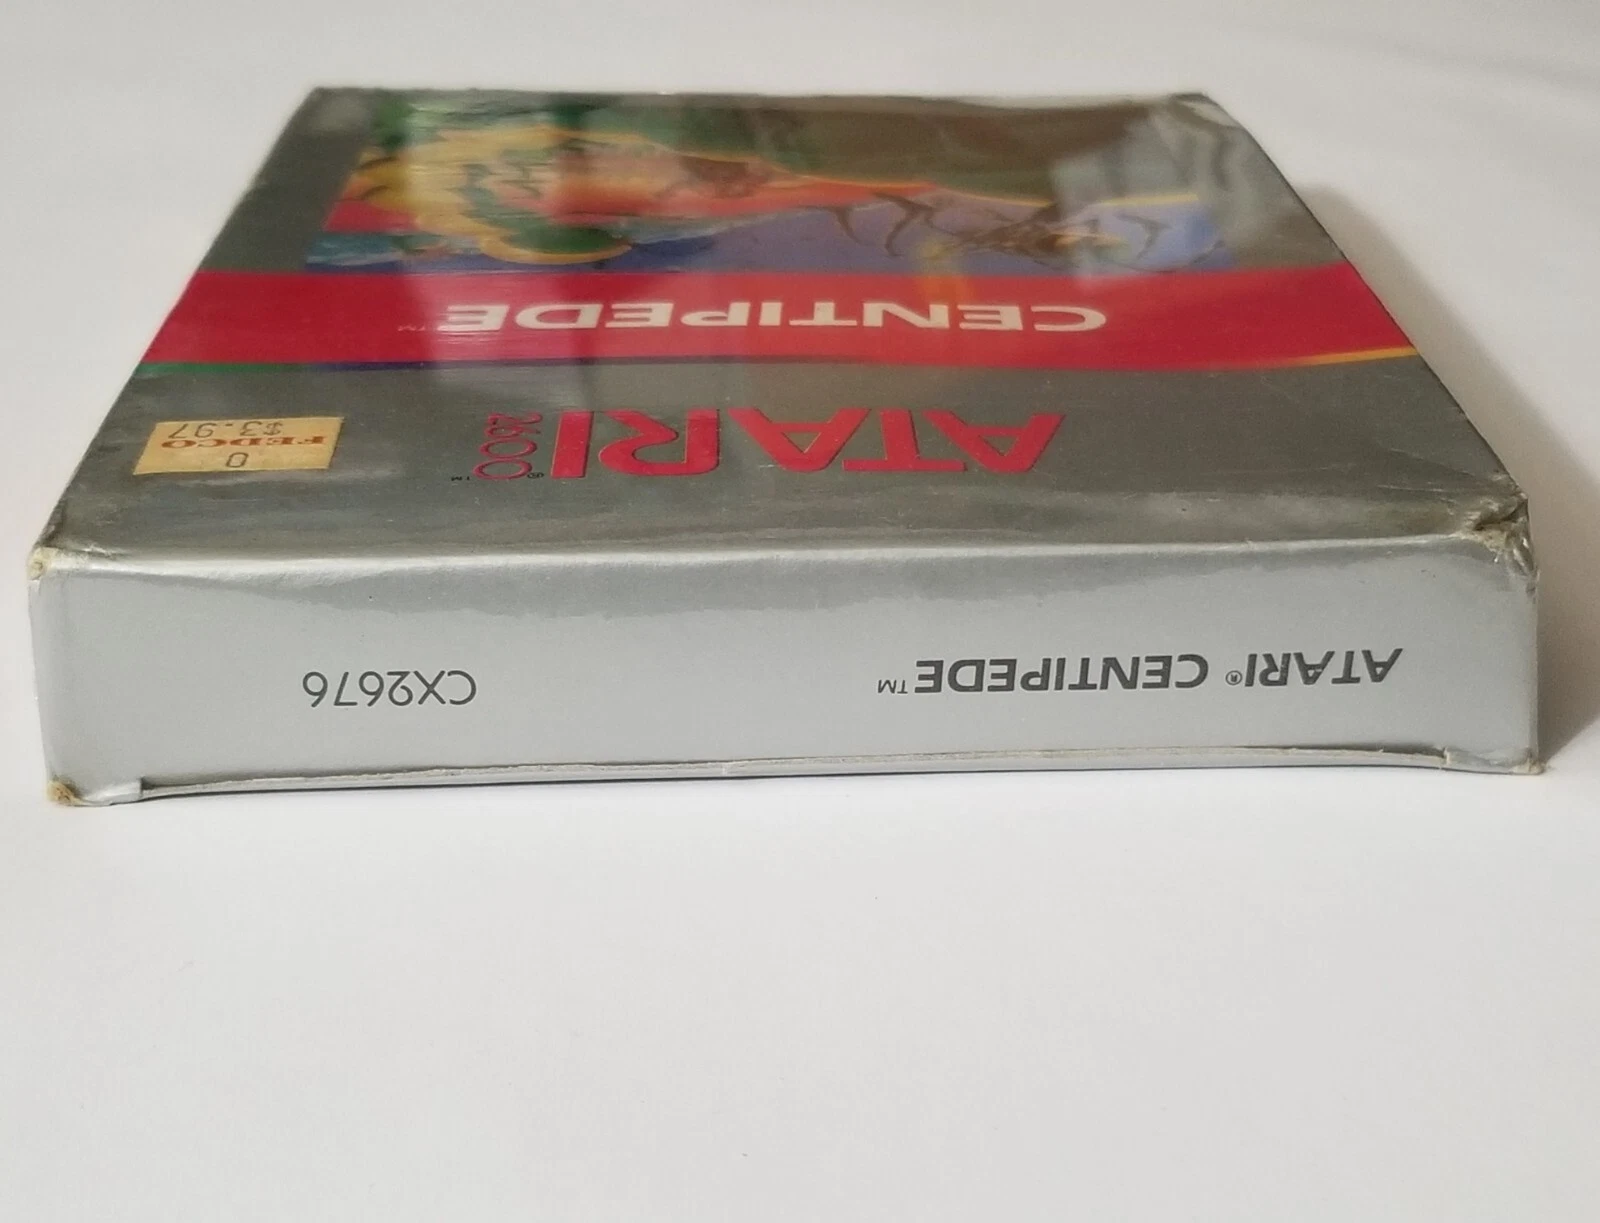 ATARI® 2600™
0
FEDCO
$3.97
CENTIPEDE™
ATARI® CENTIPEDE™
CX2676